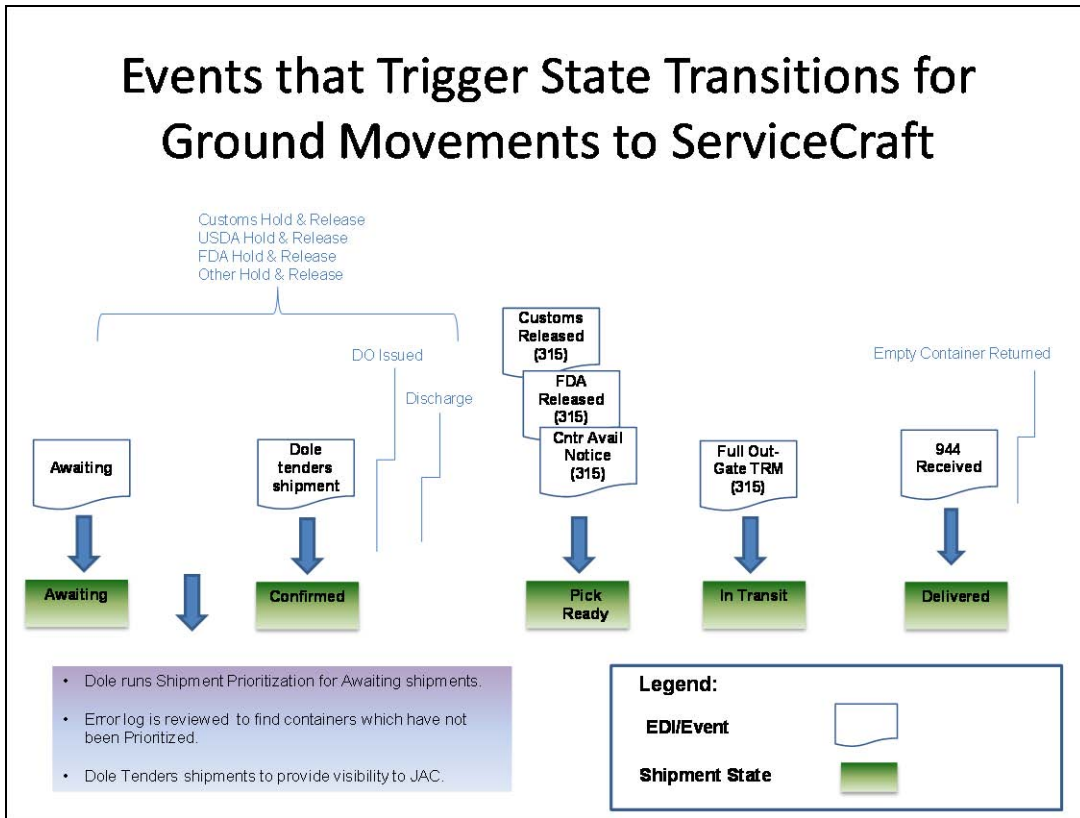 Events that Trigger State Transitions for
Ground Movements to ServiceCraft
Customs Hold & Release
USDA Hold & Release
FDA Hold & Release
Other Hold & Release
DO Issued
Discharge
Customs
Released
(315)
FDA
Released
(315)
Cntr Avail
Notice
(315)
Empty Container Returned
Awaiting
Dole
tenders
shipment
Full Out-
Gate TRM
(315)
944
Received
Awaiting
Confirmed
Pick
Ready
In Transit
Delivered
• Dole runs Shipment Prioritization for Awaiting shipments.
• Error log is reviewed to find containers which have not
been Prioritized.
• Dole Tenders shipments to provide visibility to JAC.
Legend:
EDI/Event
Shipment State